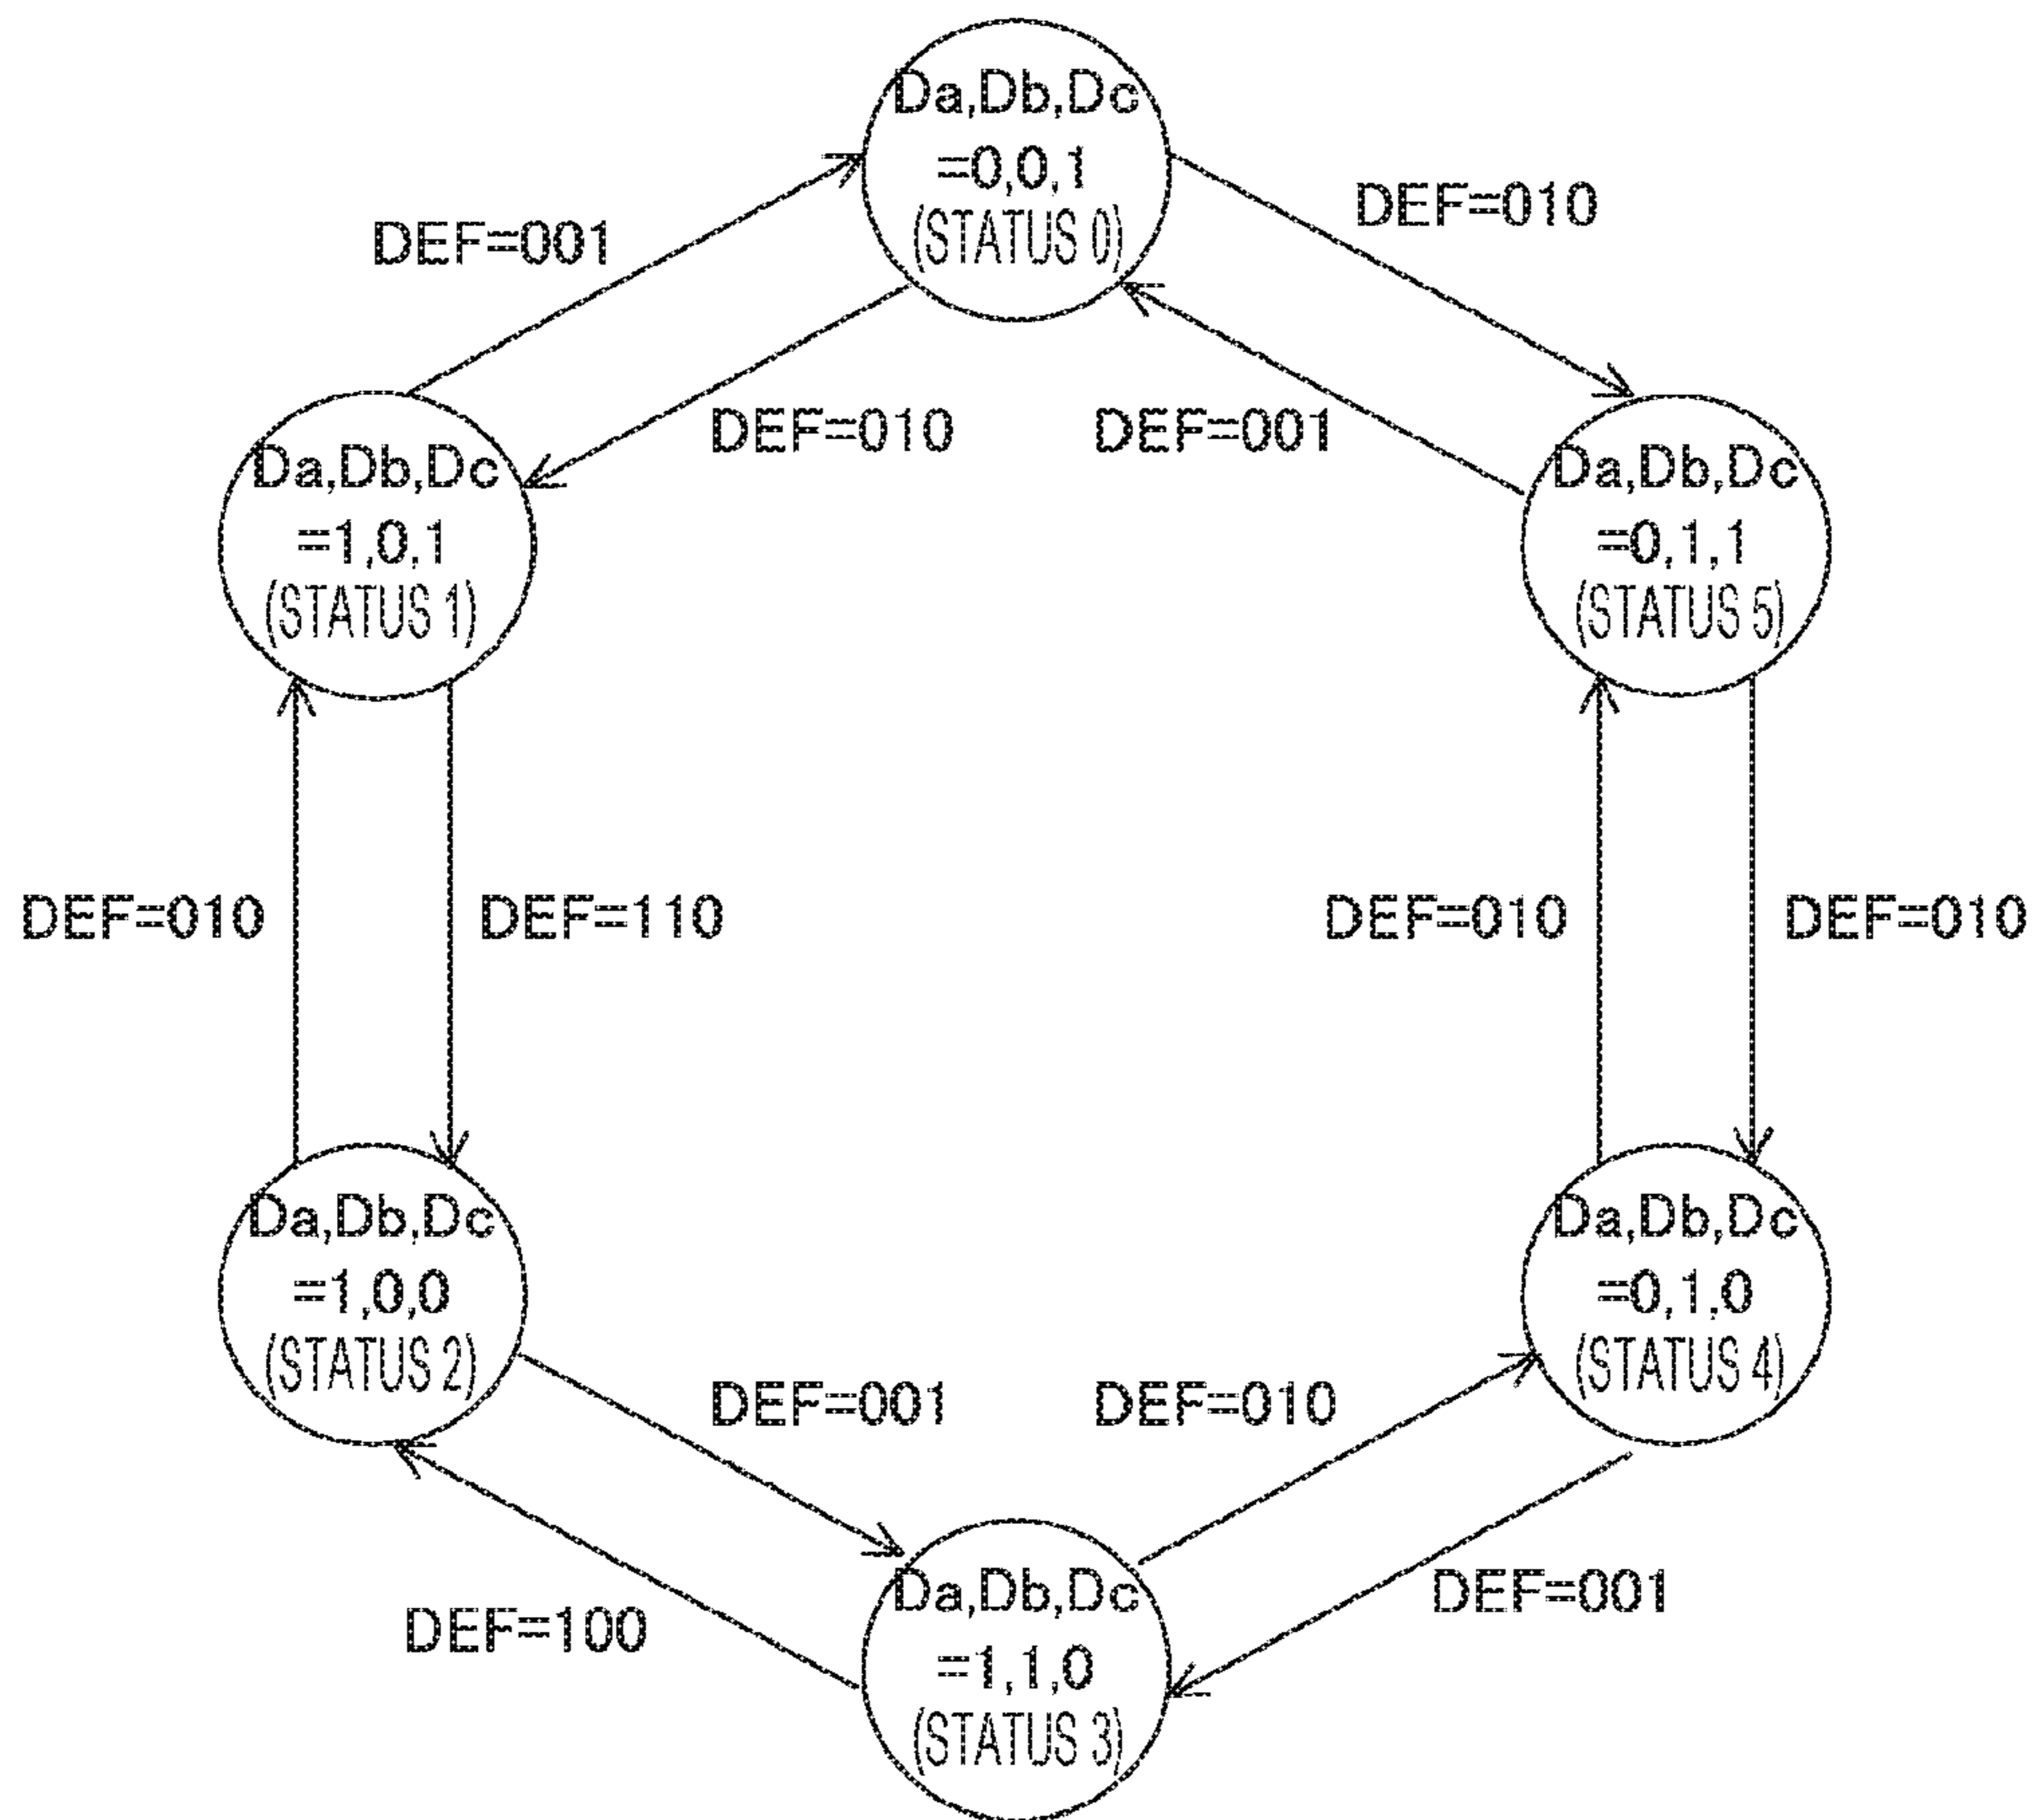 Da,Db,Dc
=0,0,1
(STATUS 0)
DEF=010
DEF=001
DEF=010
DEF=001
Da,Db,Dc
=1,0,1
(STATUS 1)
Da,Db,Dc
=0,1,1
(STATUS 5)
DEF=010
DEF=110
DEF=010
DEF=010
Da,Db,Dc
=1,0,0
(STATUS 2)
Da,Db,Dc
=0,1,0
(STATUS 4)
DEF=001
DEF=010
DEF=100
DEF=001
Da,Db,Dc
=1,1,0
(STATUS 3)